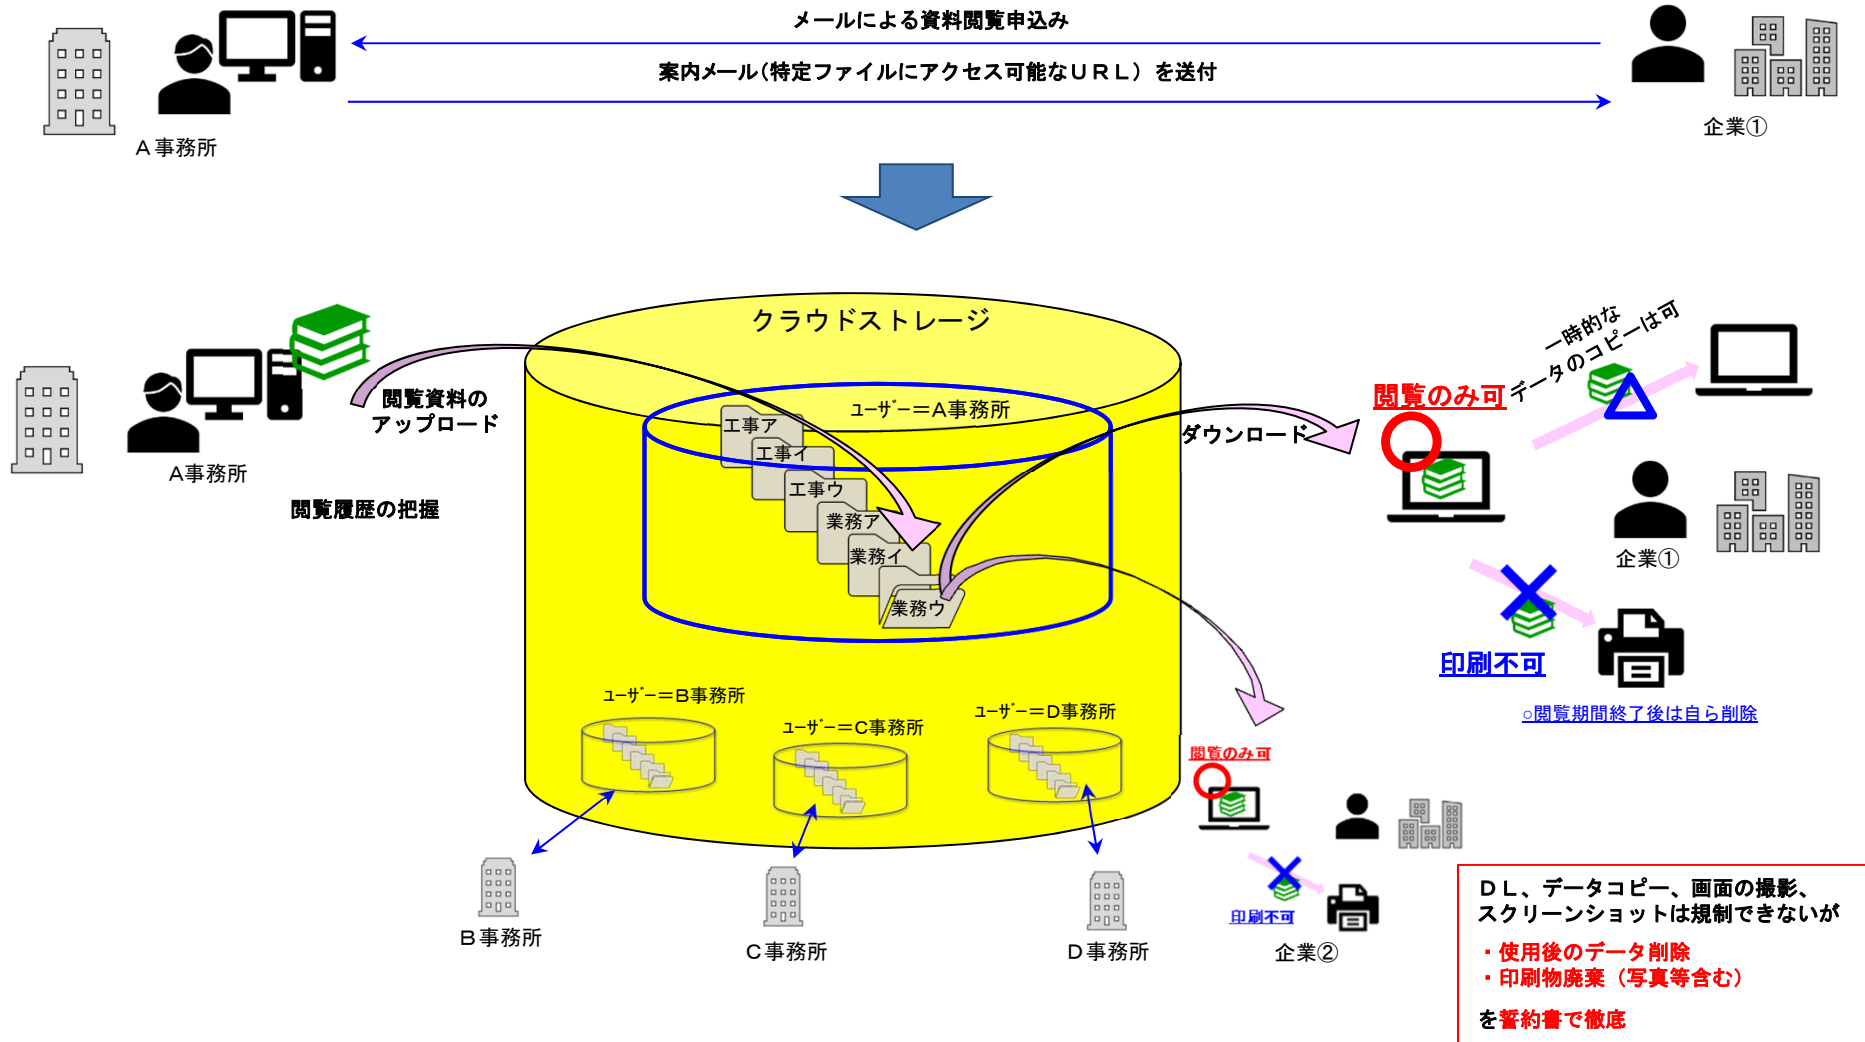 メールによる資料閲覧申込み
案内メール（特定ファイルにアクセス可能なＵＲＬ）を送付
Ａ事務所
企業①
クラウドストレージ
閲覧資料の
アップロード
A事務所
閲覧履歴の把握
ﾕｰｻﾞｰ＝A事務所
工事ア
工事イ
工事ウ
業務ア
業務イ
業務ウ
ダウンロード
閲覧のみ可
一時的な
データのコピーは可
企業①
印刷不可
○閲覧期間終了後は自ら削除
ﾕｰｻﾞｰ＝B事務所
ﾕｰｻﾞｰ＝C事務所
ﾕｰｻﾞｰ＝D事務所
閲覧のみ可
印刷不可
企業②
Ｂ事務所
Ｃ事務所
Ｄ事務所
ＤＬ、データコピー、画面の撮影、
スクリーンショットは規制できないが
・使用後のデータ削除
・印刷物廃棄（写真等含む）
を誓約書で徹底